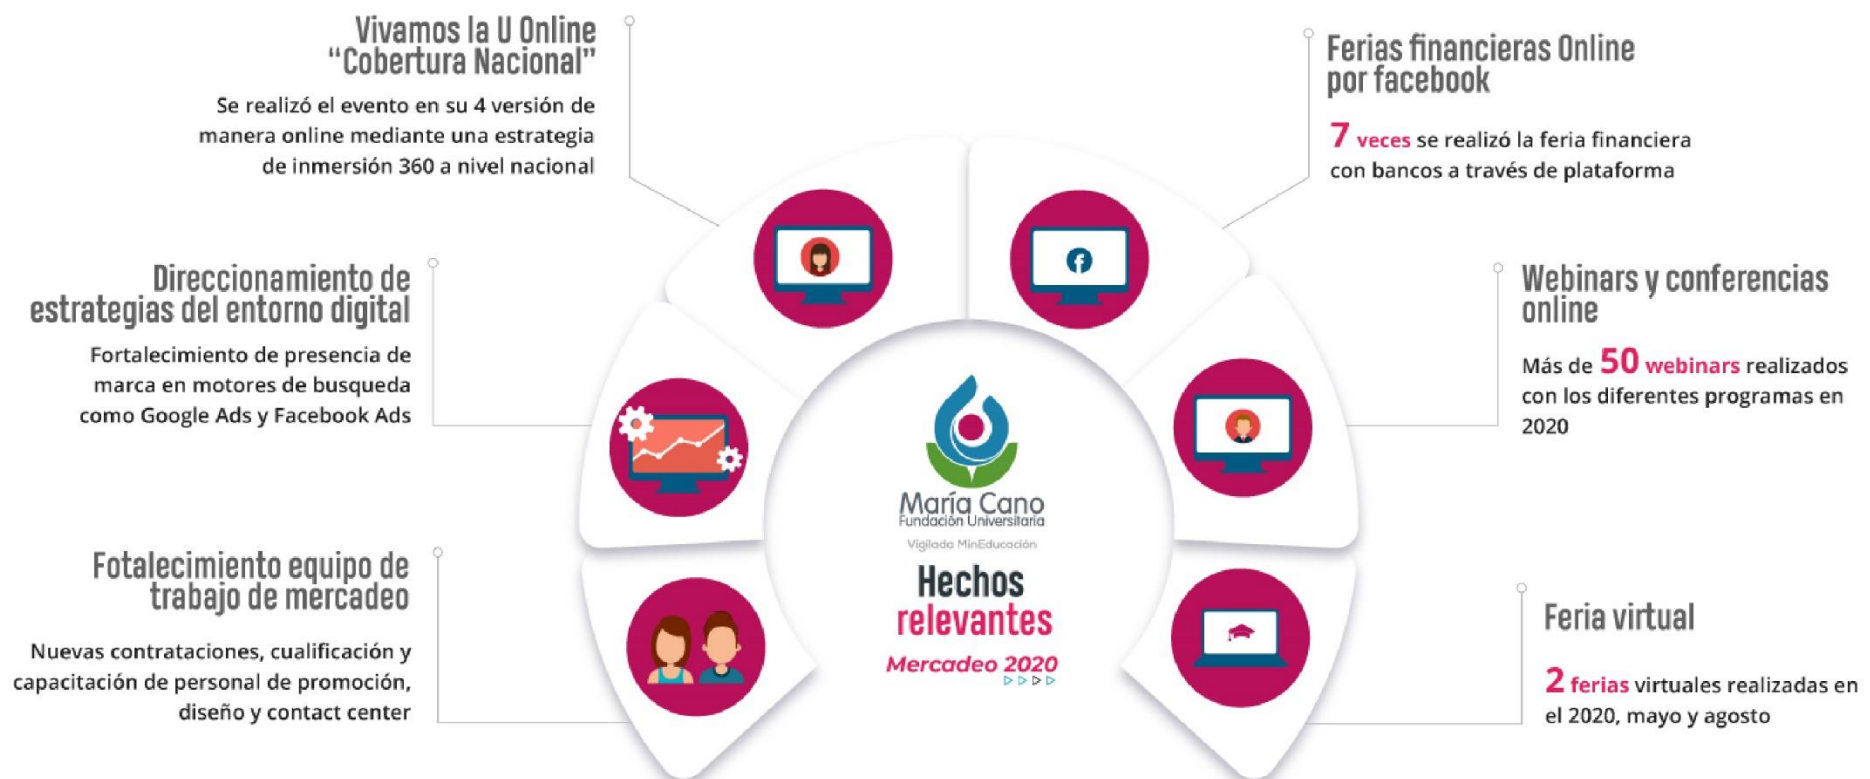 Vivamos la U Online
“Cobertura Nacional”
Se realizó el evento en su 4 versión de
manera online mediante una estrategia
de inmersión 360 a nivel nacional
Direccionamiento de
estrategias del entorno digital
Fortalecimiento de presencia de
marca en motores de busqueda
como Google Ads y Facebook Ads
Fotalecimiento equipo de
trabajo de mercadeo
Nuevas contrataciones, cualificación y
capacitación de personal de promoción,
diseño y contact center
María Cano
Fundación Universitaria
Vigilada MinEducación
Hechos
relevantes
Mercadeo 2020
Ferias financieras Online
por facebook
7 veces se realizó la feria financiera
con bancos a través de plataforma
Webinars y conferencias
online
Más de 50 webinars realizados
con los diferentes programas en
2020
Feria virtual
2 ferias virtuales realizadas en
el 2020, mayo y agosto